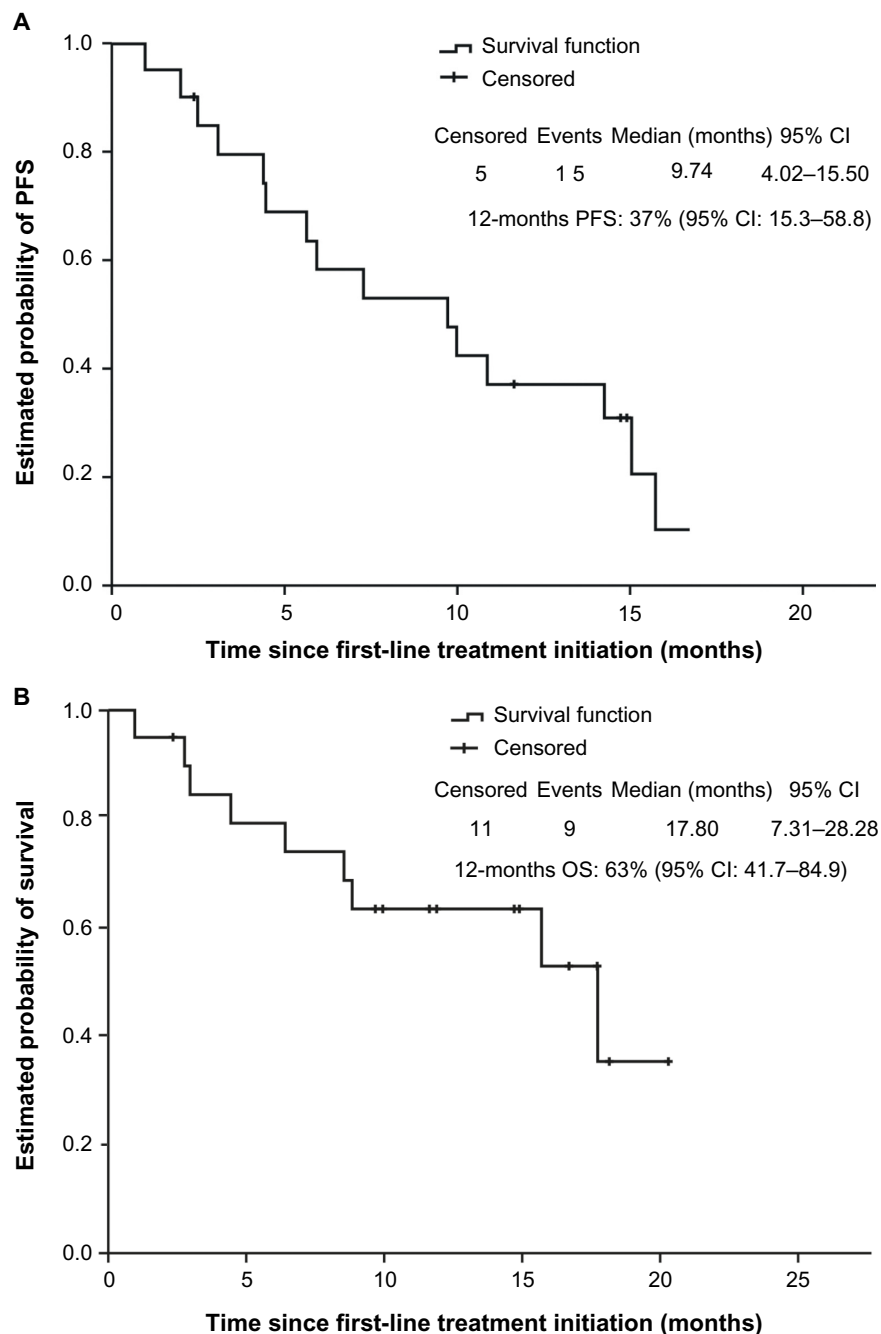 A
Survival function
Censored
Censored Events Median (months) 95% CI
5 1 5 9.74 4.02–15.50
12-months PFS: 37% (95% CI: 15.3–58.8)
Estimated probability of PFS
1.0
0.8
0.6
0.4
0.2
0.0
0 5 10 15 20
Time since first-line treatment initiation (months)
B
Survival function
Censored
Censored Events Median (months) 95% CI
11 9 17.80 7.31–28.28
12-months OS: 63% (95% CI: 41.7–84.9)
Estimated probability of survival
1.0
0.8
0.6
0.4
0.2
0.0
0 5 10 15 20 25
Time since first-line treatment initiation (months)